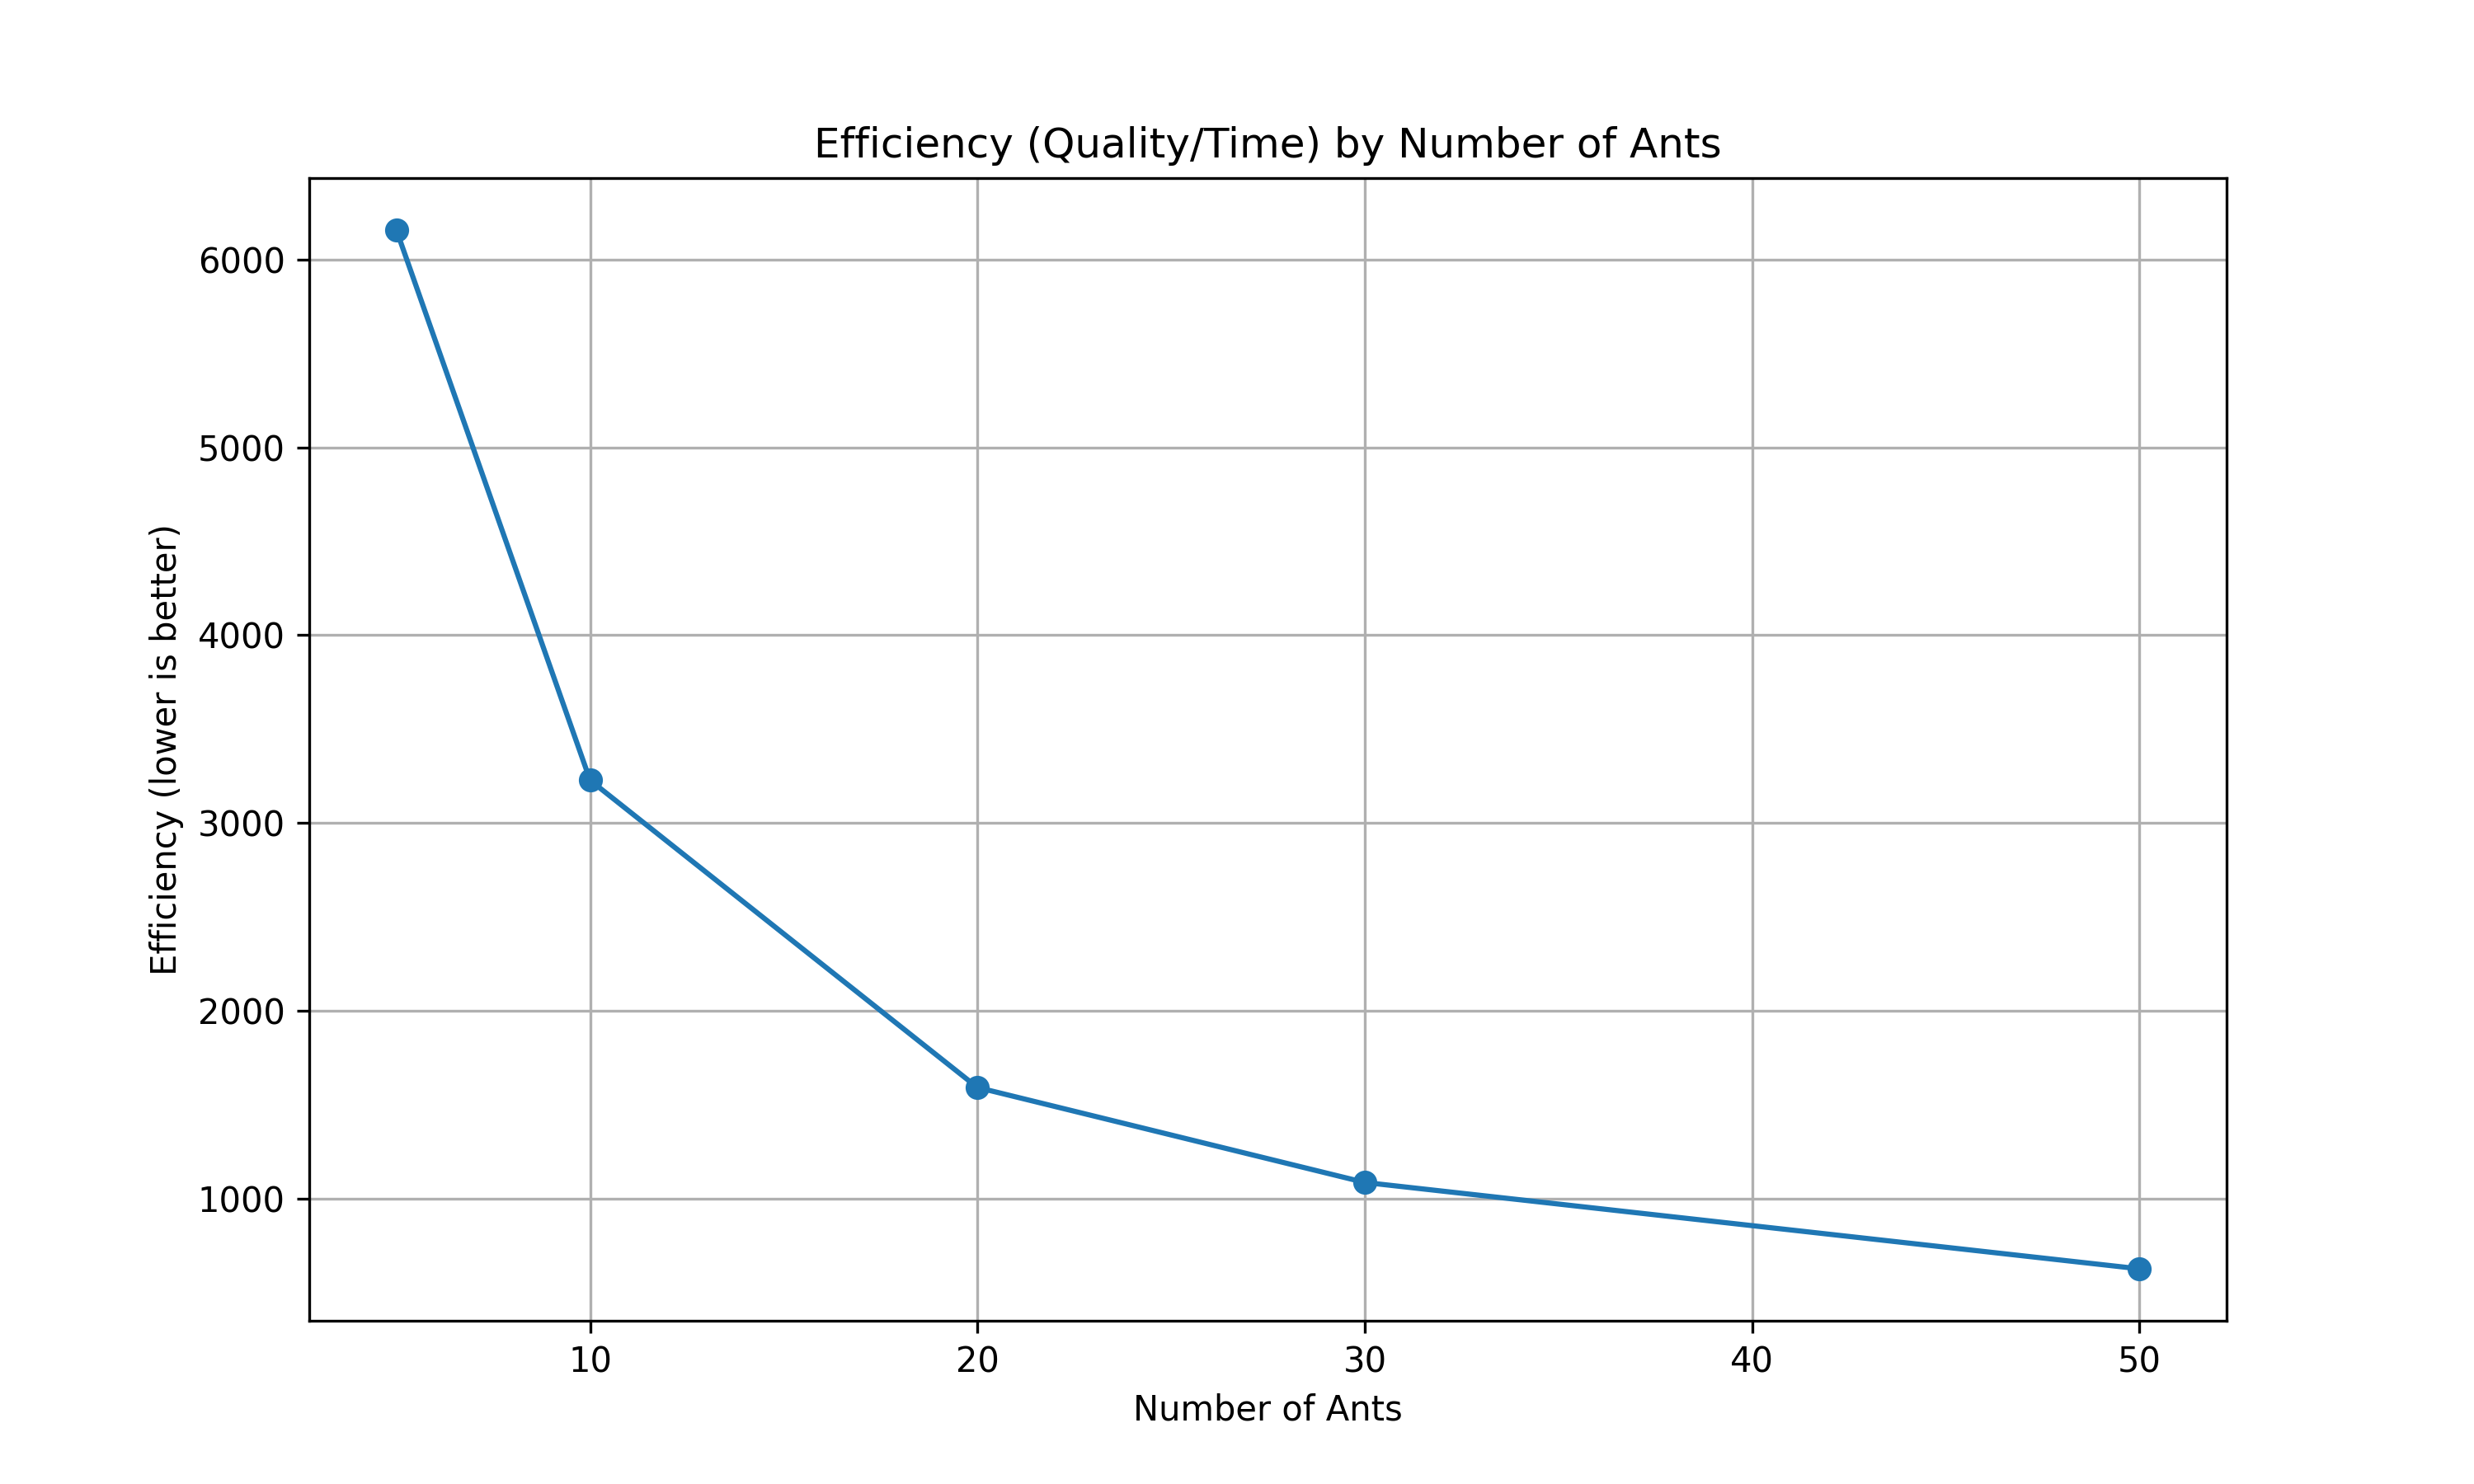 Efficiency (Quality/Time) by Number of Ants
Efficiency (lower is better)
6000
5000
4000
3000
2000
1000
10 20 30 40 50
Number of Ants